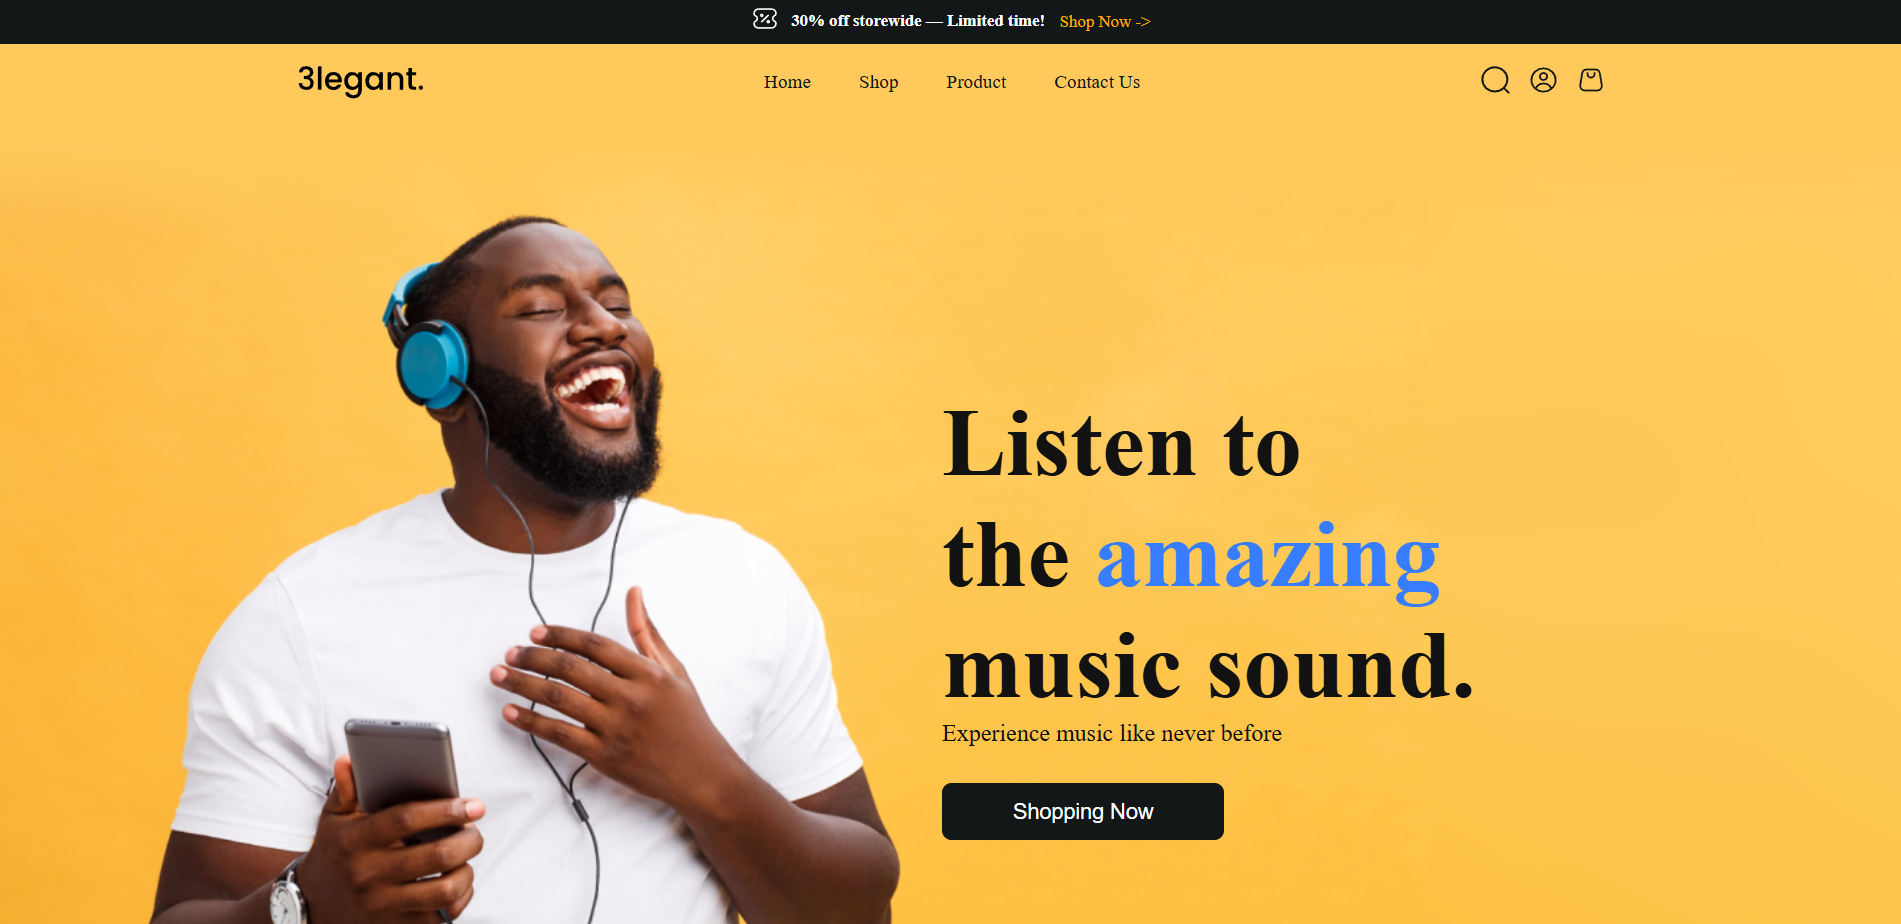 30% off storewide — Limited time! Shop Now ->
3legant. Home Shop Product Contact Us
Listen to
the amazing
music sound.
Experience music like never before
Shopping Now